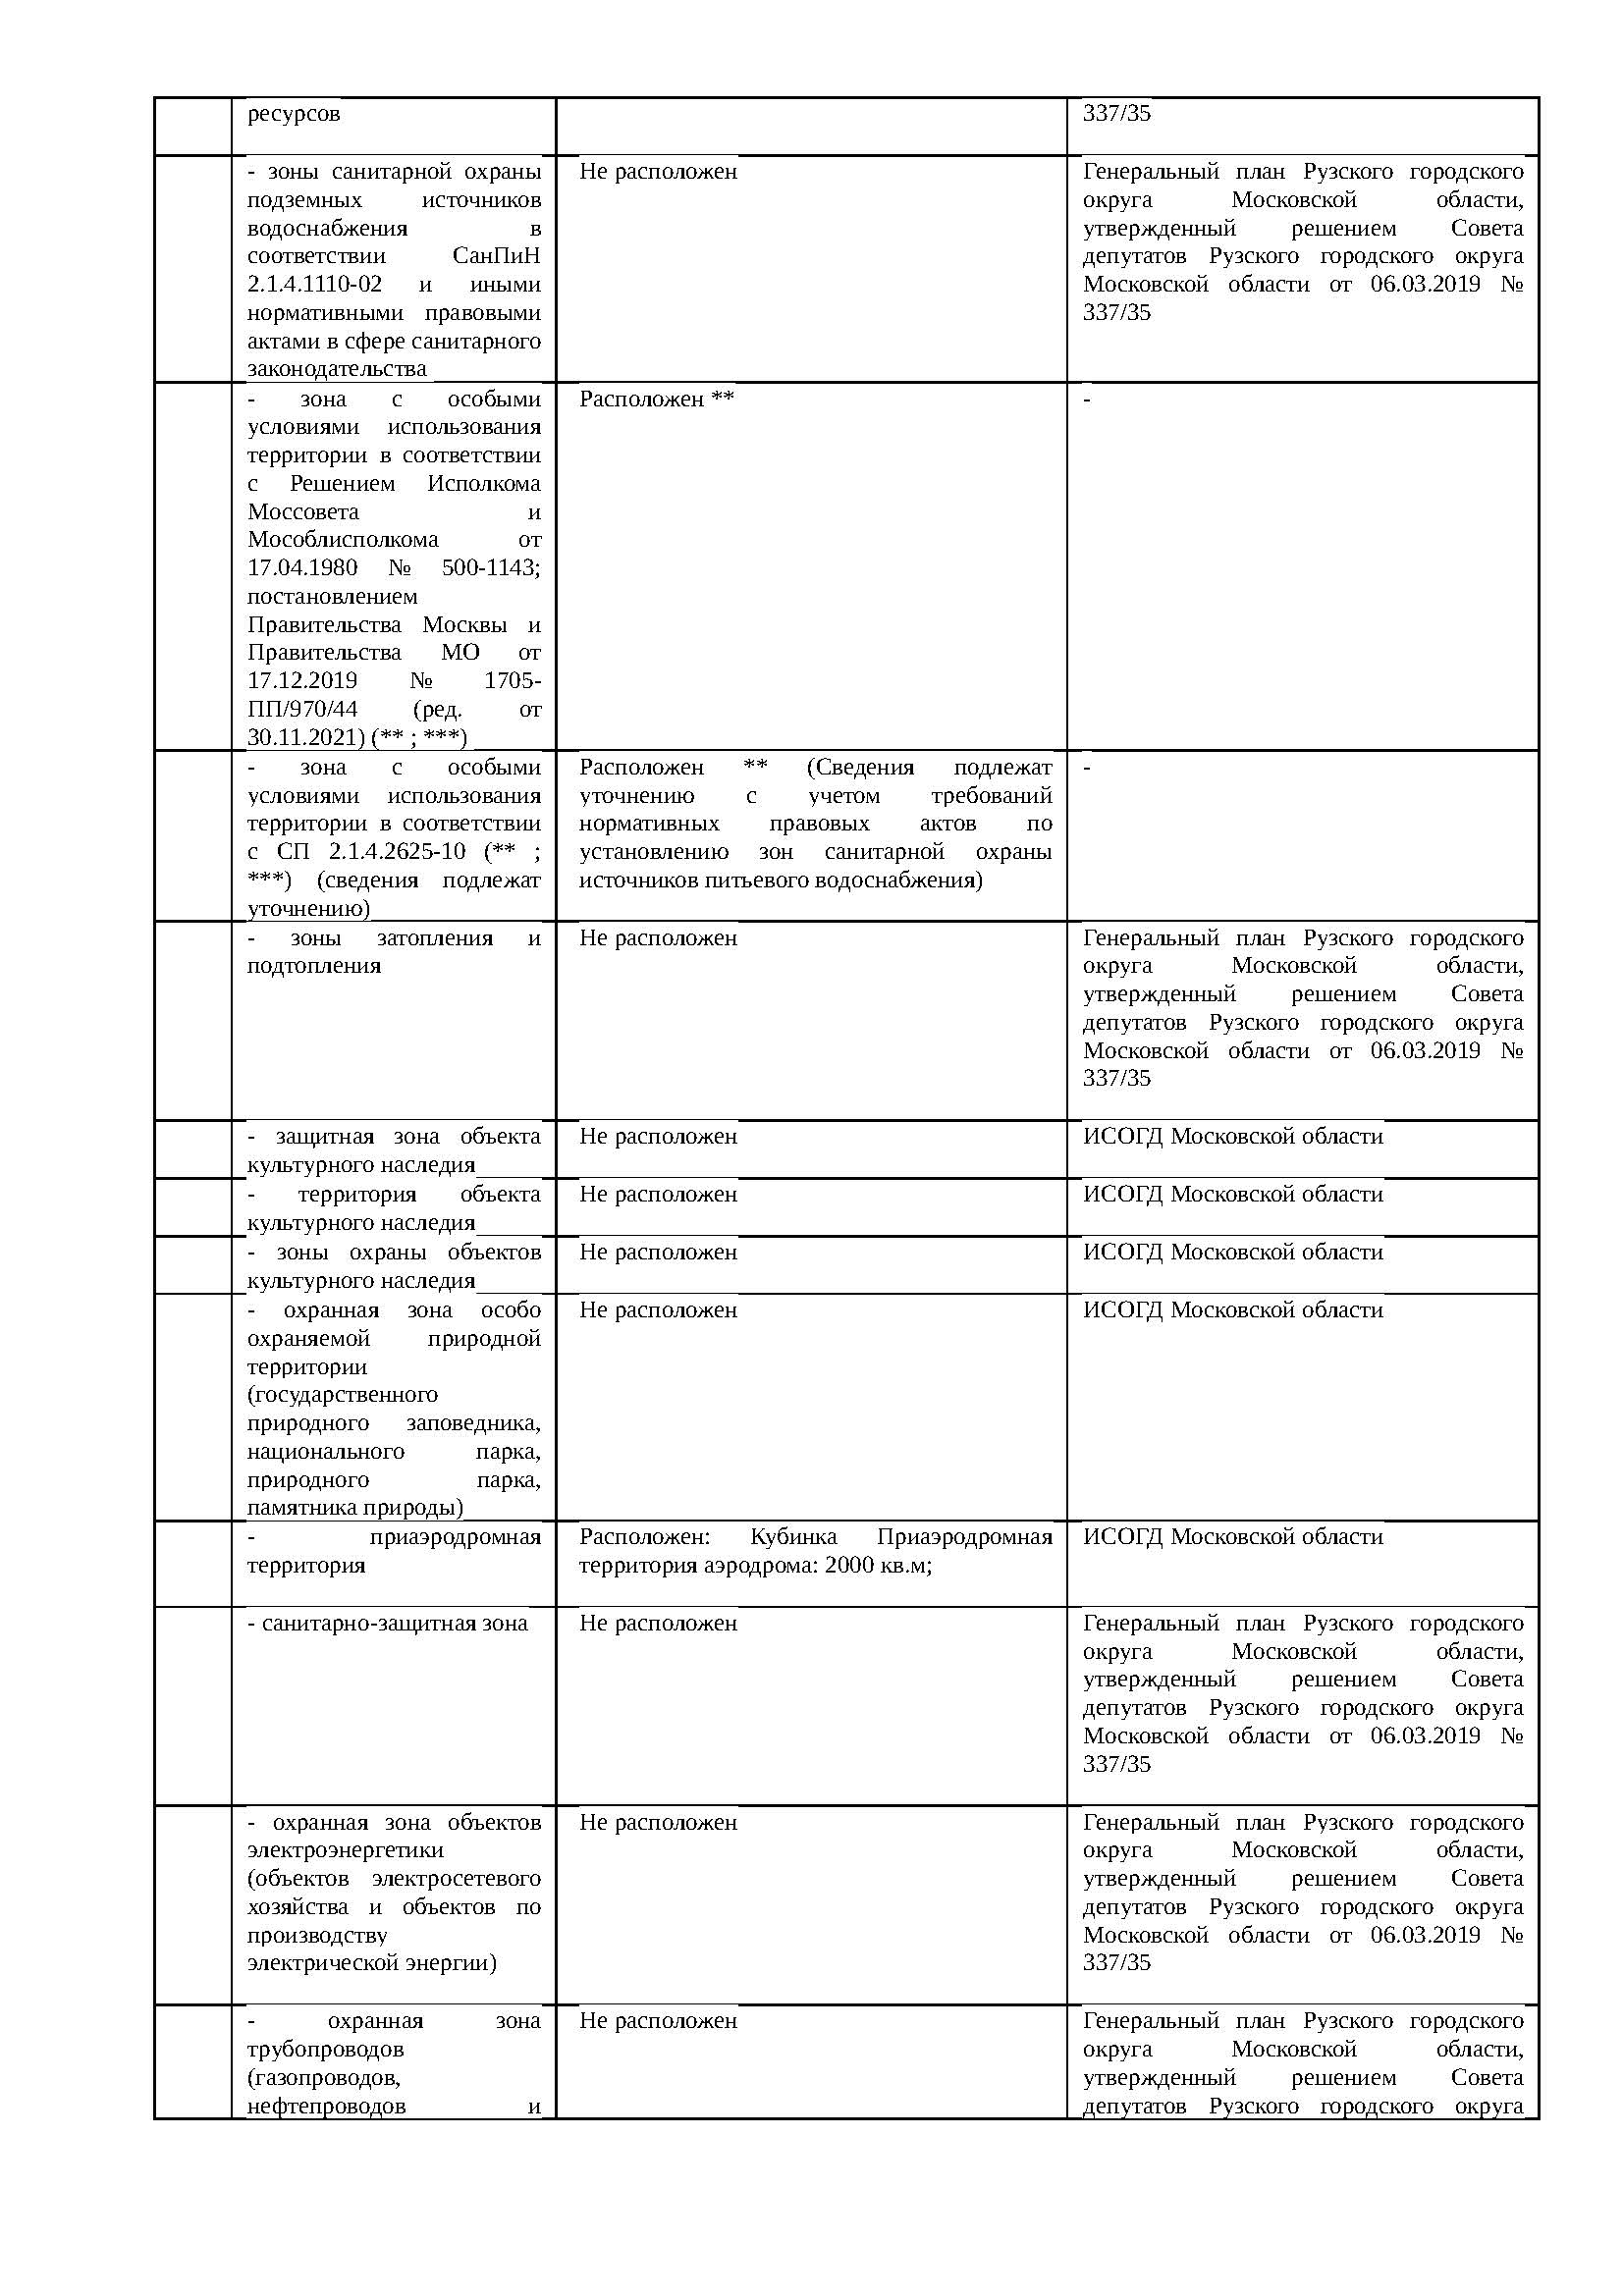 ресурсов
337/35
- зоны санитарной охраны
подземных источников
водоснабжения в
соответствии СанПиН
2.1.4.1110-02 и иными
нормативными правовыми
актами в сфере санитарного
законодательства
Не расположен
Генеральный план Рузского городского
округа Московской области,
утвержденный решением Совета
депутатов Рузского городского округа
Московской области от 06.03.2019 №
337/35
- зона с особыми
условиями использования
территории в соответствии
с Решением Исполкома
Моссовета и
Мособлисполкома от
17.04.1980 № 500-1143;
постановлением
Правительства Москвы и
Правительства МО от
17.12.2019 № 1705-
ПП/970/44 (ред. от
30.11.2021) (** ; ***)
Расположен **
-
- зона с особыми
условиями использования
территории в соответствии
с СП 2.1.4.2625-10 (** ;
***) (сведения подлежат
уточнению)
Расположен ** (Сведения подлежат
уточнению с учетом требований
нормативных правовых актов по
установлению зон санитарной охраны
источников питьевого водоснабжения)
-
- зоны затопления и
подтопления
Не расположен
Генеральный план Рузского городского
округа Московской области,
утвержденный решением Совета
депутатов Рузского городского округа
Московской области от 06.03.2019 №
337/35
- защитная зона объекта
культурного наследия
Не расположен
ИСОГД Московской области
- территория объекта
культурного наследия
Не расположен
ИСОГД Московской области
- зоны охраны объектов
культурного наследия
Не расположен
ИСОГД Московской области
- охранная зона особо
охраняемой природной
территории
(государственного
природного заповедника,
национального парка,
природного парка,
памятника природы)
Не расположен
ИСОГД Московской области
- приаэродромная
территория
Расположен: Кубинка Приаэродромная
территория аэродрома: 2000 кв.м;
ИСОГД Московской области
- санитарно-защитная зона
Не расположен
Генеральный план Рузского городского
округа Московской области,
утвержденный решением Совета
депутатов Рузского городского округа
Московской области от 06.03.2019 №
337/35
- охранная зона объектов
электроэнергетики
(объектов электросетевого
хозяйства и объектов по
производству
электрической энергии)
Не расположен
Генеральный план Рузского городского
округа Московской области,
утвержденный решением Совета
депутатов Рузского городского округа
Московской области от 06.03.2019 №
337/35
- охранная зона
трубопроводов
(газопроводов,
нефтепроводов и
Не расположен
Генеральный план Рузского городского
округа Московской области,
утвержденный решением Совета
депутатов Рузского городского округа